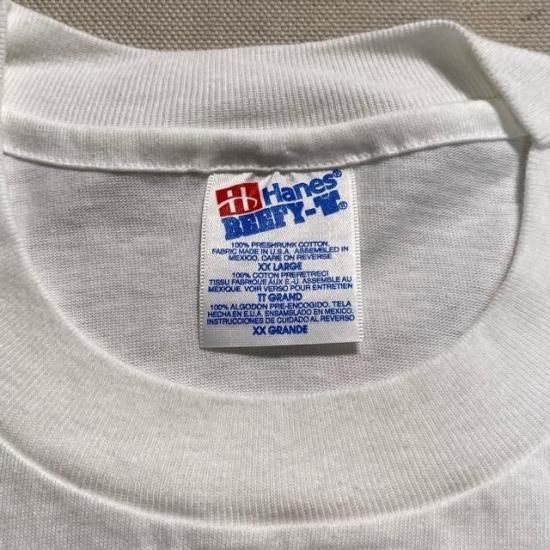 Hanes®
BEEFY-T®
100% PRESHRUNK COTTON
FABRIC MADE IN U.S.A. ASSEMBLED IN
MEXICO. CARE ON REVERSE
XX LARGE
100% COTON PRERETRECI
TISSU FABRIQUE AUX E.-U. ASSEMBLE AU
MEXIQUE. VOIR VERSO POUR ENTRETIEN
TT GRAND
100% ALGODON PRE-ENCOGIDO. TELA
HECHA EN E.U.A. ENSAMBLADO EN MEXICO.
INSTRUCCIONES DE CUIDADO AL REVERSO
XX GRANDE